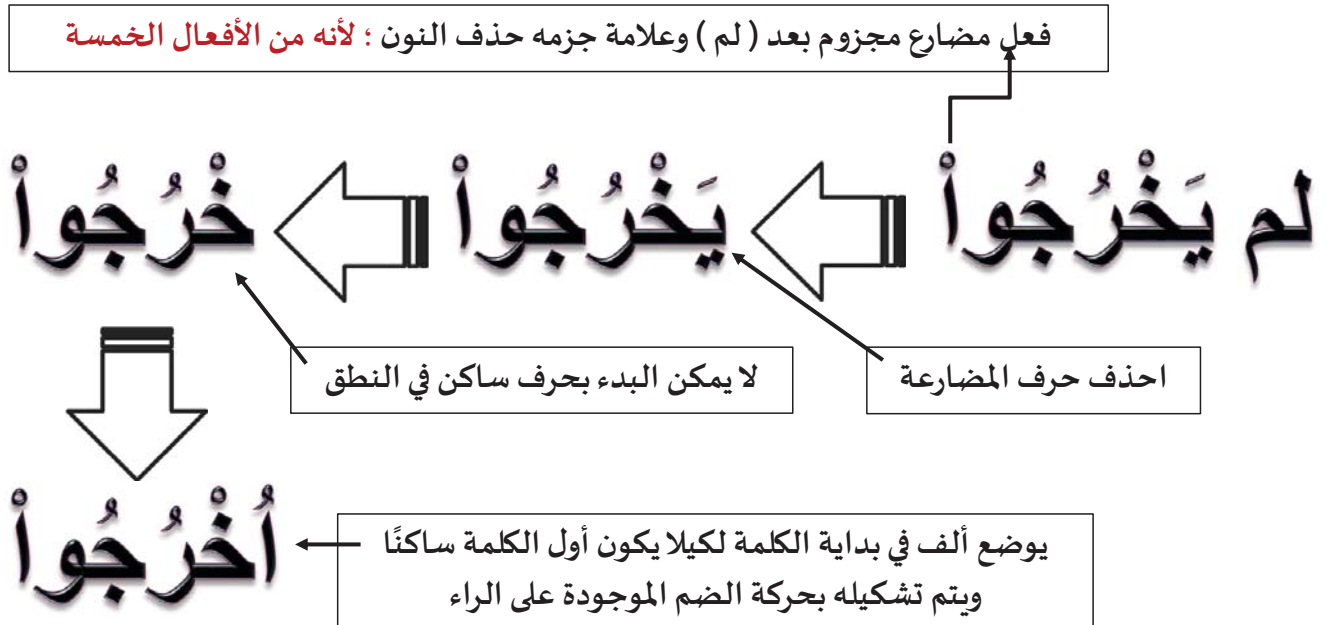 فعل مضارع مجزوم بعد ( لم ) وعلامة جزمه حذف النون ؛ لأنه من الأفعال الخمسة
لم يَخْرُجُواْ
يَخْرُجُواْ
خْرُجُواْ
احذف حرف المضارعة
لا يمكن البدء بحرف ساكن في النطق
اُخْرُجُواْ
يوضع ألف في بداية الكلمة لكيلا يكون أول الكلمة ساكنًا
ويتم تشكيله بحركة الضم الموجودة على الراء